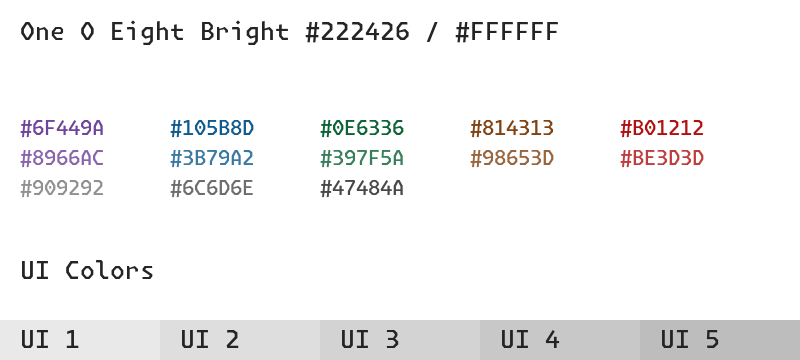 One O Eight Bright #222426 / #FFFFFF
#6F449A #105B8D #0E6336 #814313 #B01212
#8966AC #3B79A2 #397F5A #98653D #BE3D3D
#909292 #6C6D6E #47484A
UI Colors
UI 1 UI 2 UI 3 UI 4 UI 5